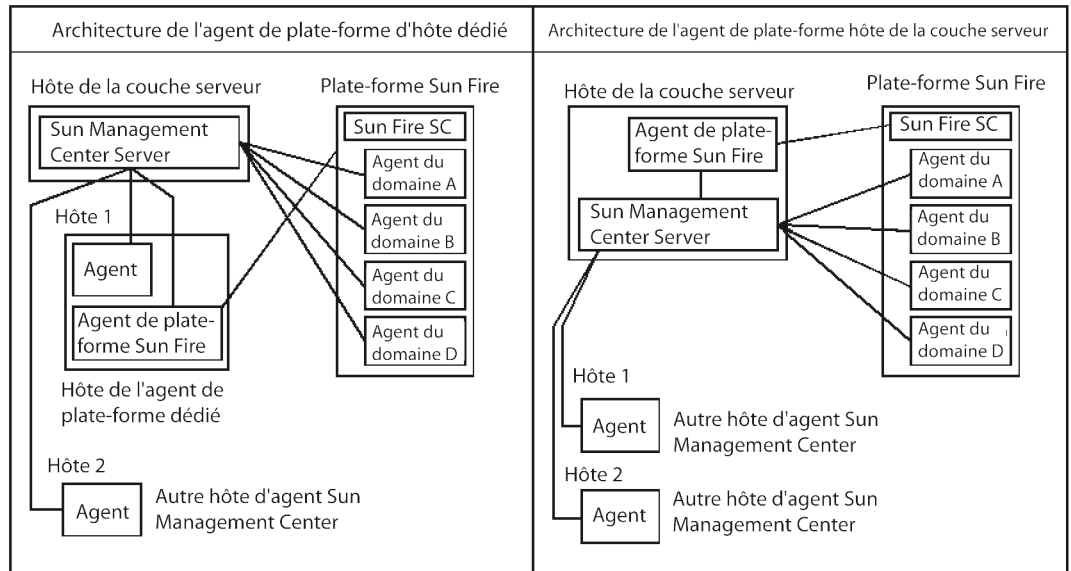 Architecture de l'agent de plate-forme d'hôte dédié
Hôte de la couche serveur
Plate-forme Sun Fire
Sun Management
Center Server
Sun Fire SC
Agent du
domaine A
Agent du
domaine B
Agent du
domaine C
Agent du
domaine D
Hôte 1
Agent
Agent de plate-
forme Sun Fire
Hôte de l'agent de
plate-forme dédié
Hôte 2
Agent
Autre hôte d'agent Sun
Management Center
Architecture de l'agent de plate-forme hôte de la couche serveur
Hôte de la couche serveur
Plate-forme Sun Fire
Agent de plate-
forme Sun Fire
Sun Fire SC
Agent du
domaine A
Agent du
domaine B
Agent du
domaine C
Agent du
domaine D
Sun Management
Center Server
Hôte 1
Agent
Autre hôte d'agent Sun
Management Center
Hôte 2
Agent
Autre hôte d'agent Sun
Management Center